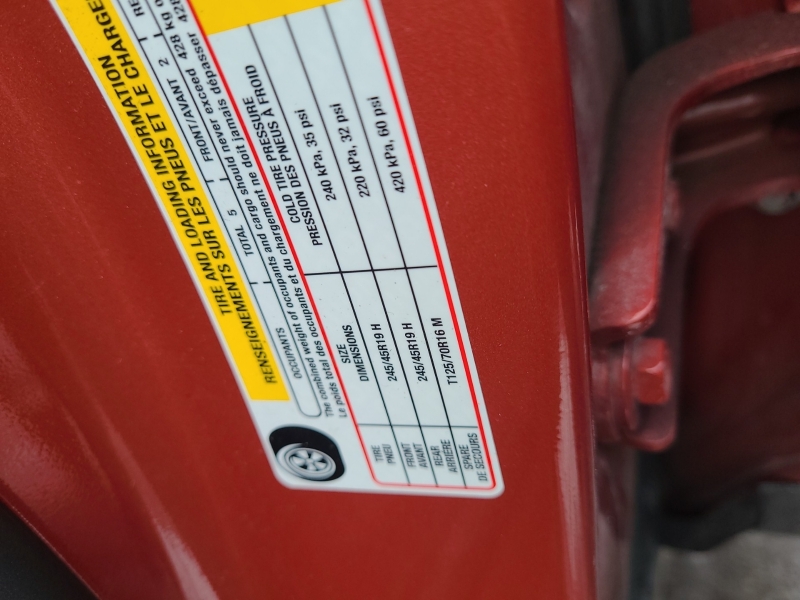 TIRE AND LOADING INFORMATION
RENSEIGNEMENTS SUR LES PNEUS ET LE CHARGE
OCCUPANTS TOTAL 5 FRONT/AVANT 2 RE
The combined weight of occupants and cargo should never exceed 428 kg
Le poids total des occupants et du chargement ne doit jamais dépasser 428
TIRE SIZE COLD TIRE PRESSURE
PNEU DIMENSIONS PRESSION DES PNEUS À FROID
FRONT
AVANT 245/45R19 H 240 kPa, 35 psi
REAR
ARRIÈRE 245/45R19 H 220 kPa, 32 psi
SPARE
DE SECOURS T125/70R16 M 420 kPa, 60 psi